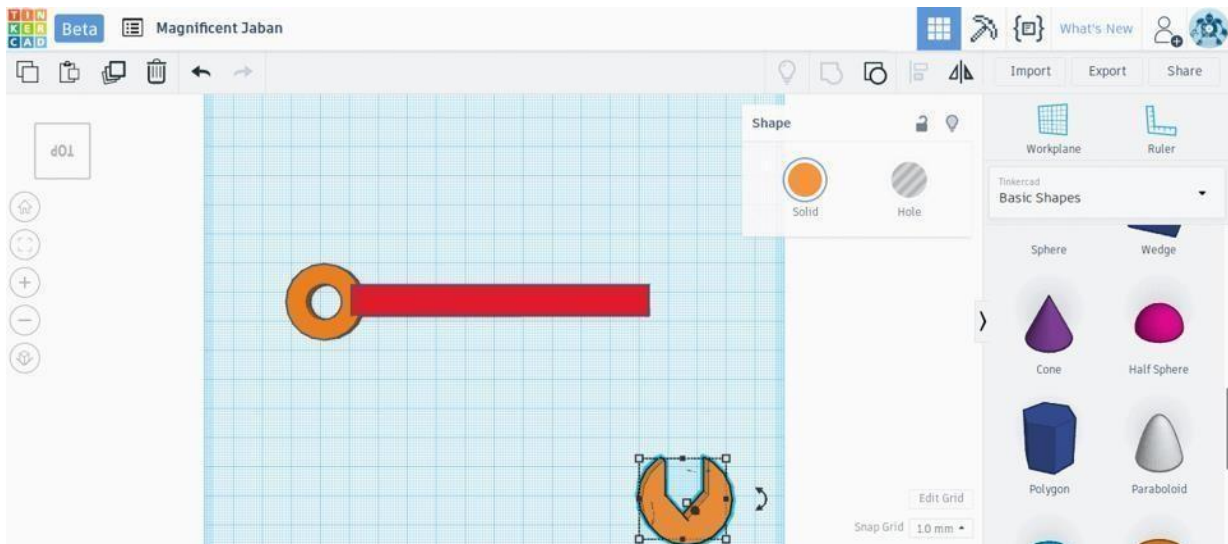 TIN
KER
CAD
Beta
Magnificent Jaban
What's New
Import Export Share
TOP
Shape
Solid Hole
Workplane Ruler
Tinkercad
Basic Shapes
Sphere Wedge
Cone Half Sphere
Polygon Paraboloid
Edit Grid
Snap Grid 1.0 mm